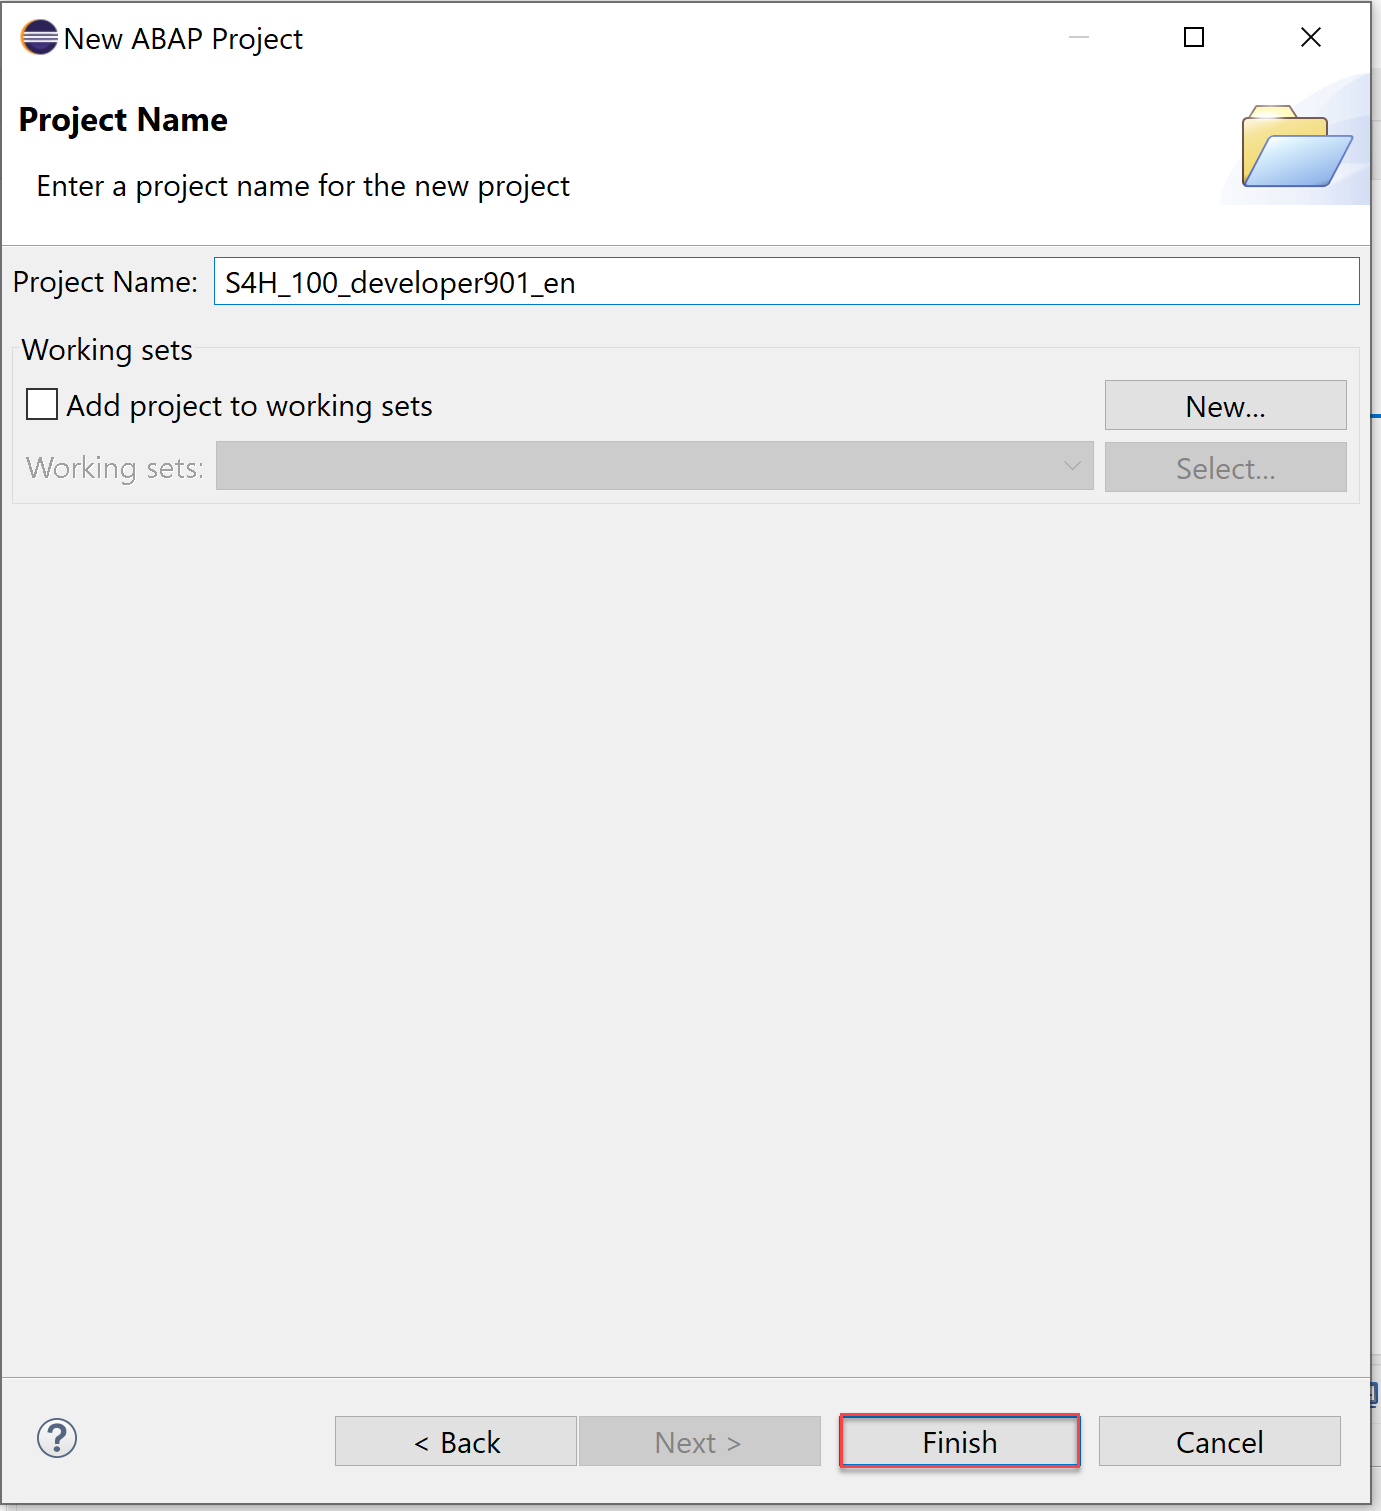 New ABAP Project
Project Name
Enter a project name for the new project
Project Name: S4H_100_developer901_en
Working sets
Add project to working sets New...
Working sets: Select...
? < Back Next > Finish Cancel